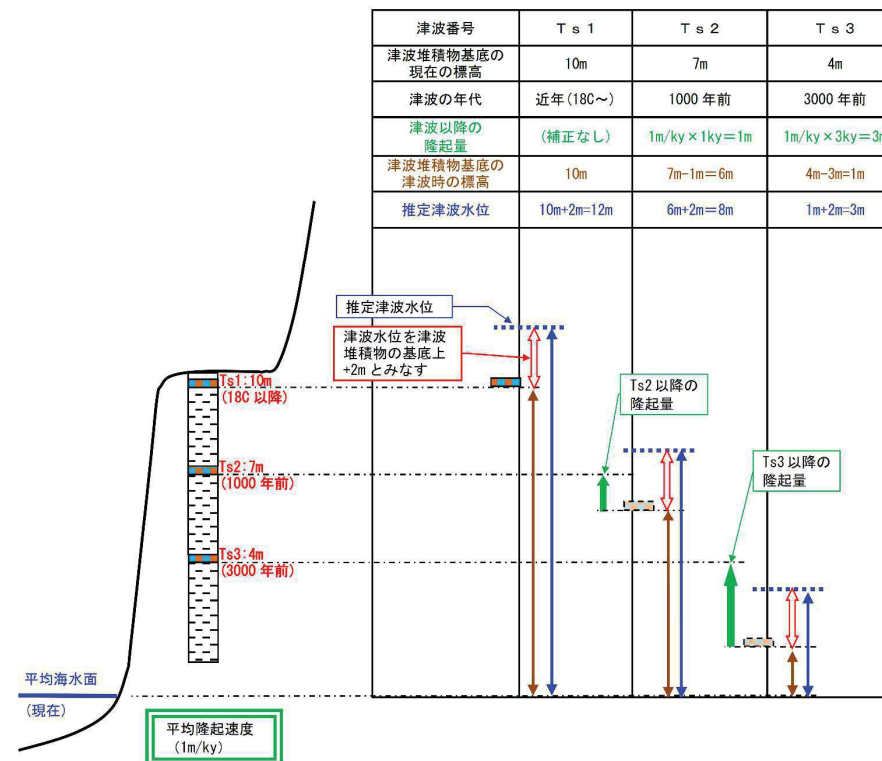 津波番号 Ts1 Ts2 Ts3
津波堆積物基底の
現在の標高 10m 7m 4m
津波の年代 近年(18C～) 1000年前 3000年前
津波以降の
隆起量 (補正なし) 1m/ky×1ky=1m 1m/ky×3ky=3m
津波堆積物基底の
津波時の標高 10m 7m-1m=6m 4m-3m=1m
推定津波水位 10m+2m=12m 6m+2m=8m 1m+2m=3m
推定津波水位
津波水位を津波
堆積物の基底上
+2mとみなす
Ts1:10m
(18C以降)
Ts2以降の
隆起量
Ts2:7m
(1000年前)
Ts3以降の
隆起量
Ts3:4m
(3000年前)
平均海水面
(現在)
平均隆起速度
(1m/ky)